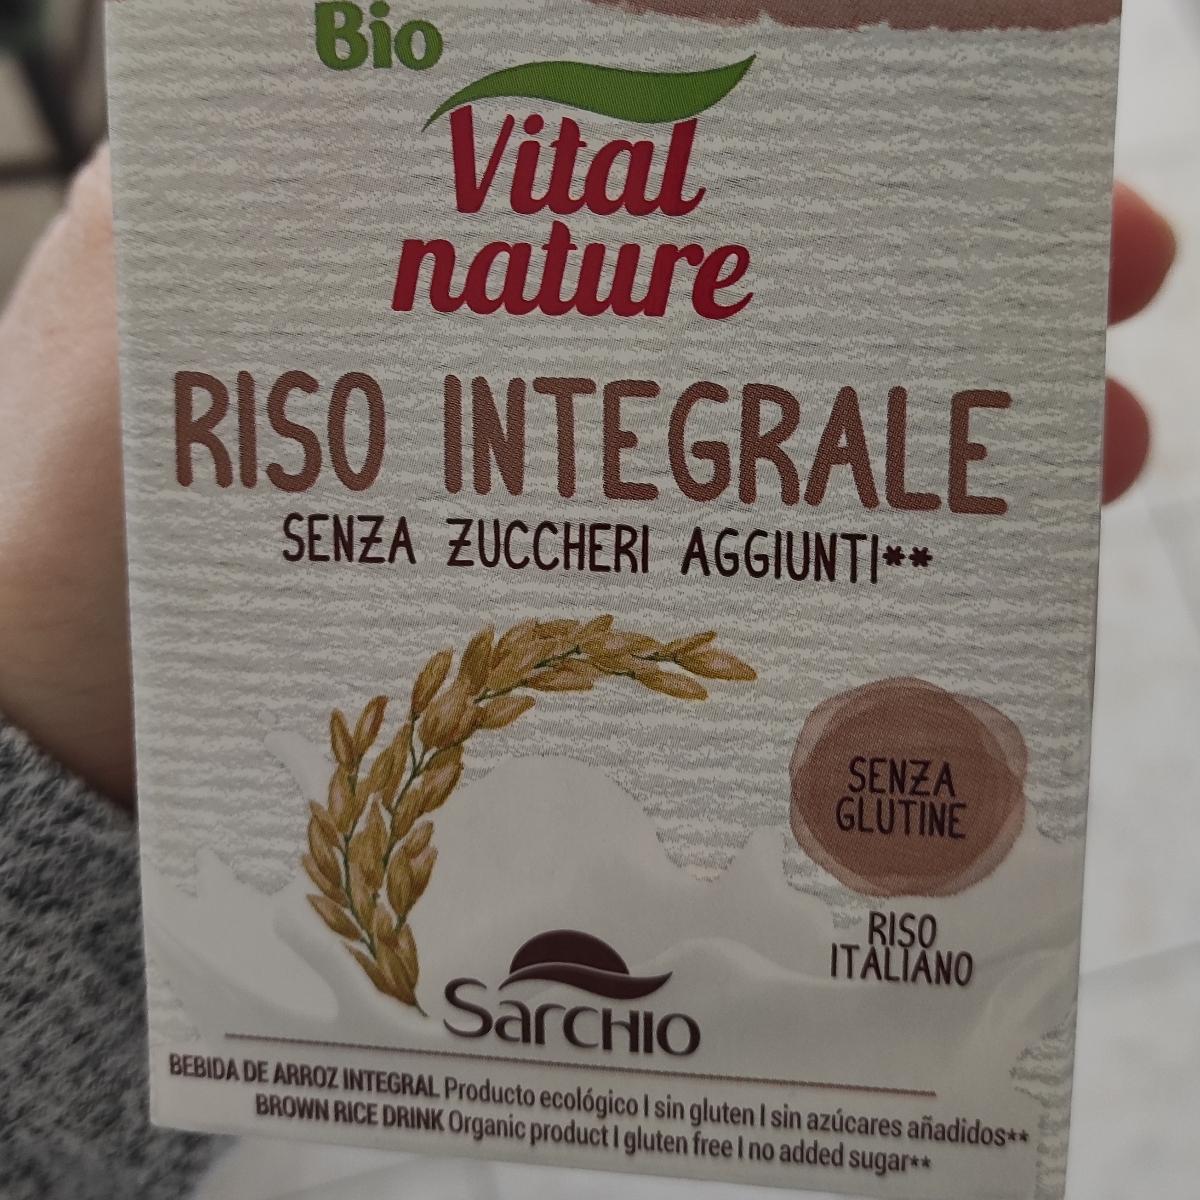 Bio
Vital
nature
RISO INTEGRALE
SENZA ZUCCHERI AGGIUNTI**
SENZA
GLUTINE
RISO
ITALIANO
Sarchio
BEBIDA DE ARROZ INTEGRAL Producto ecológico | sin gluten | sin azúcares añadidos**
BROWN RICE DRINK Organic product | gluten free | no added sugar**